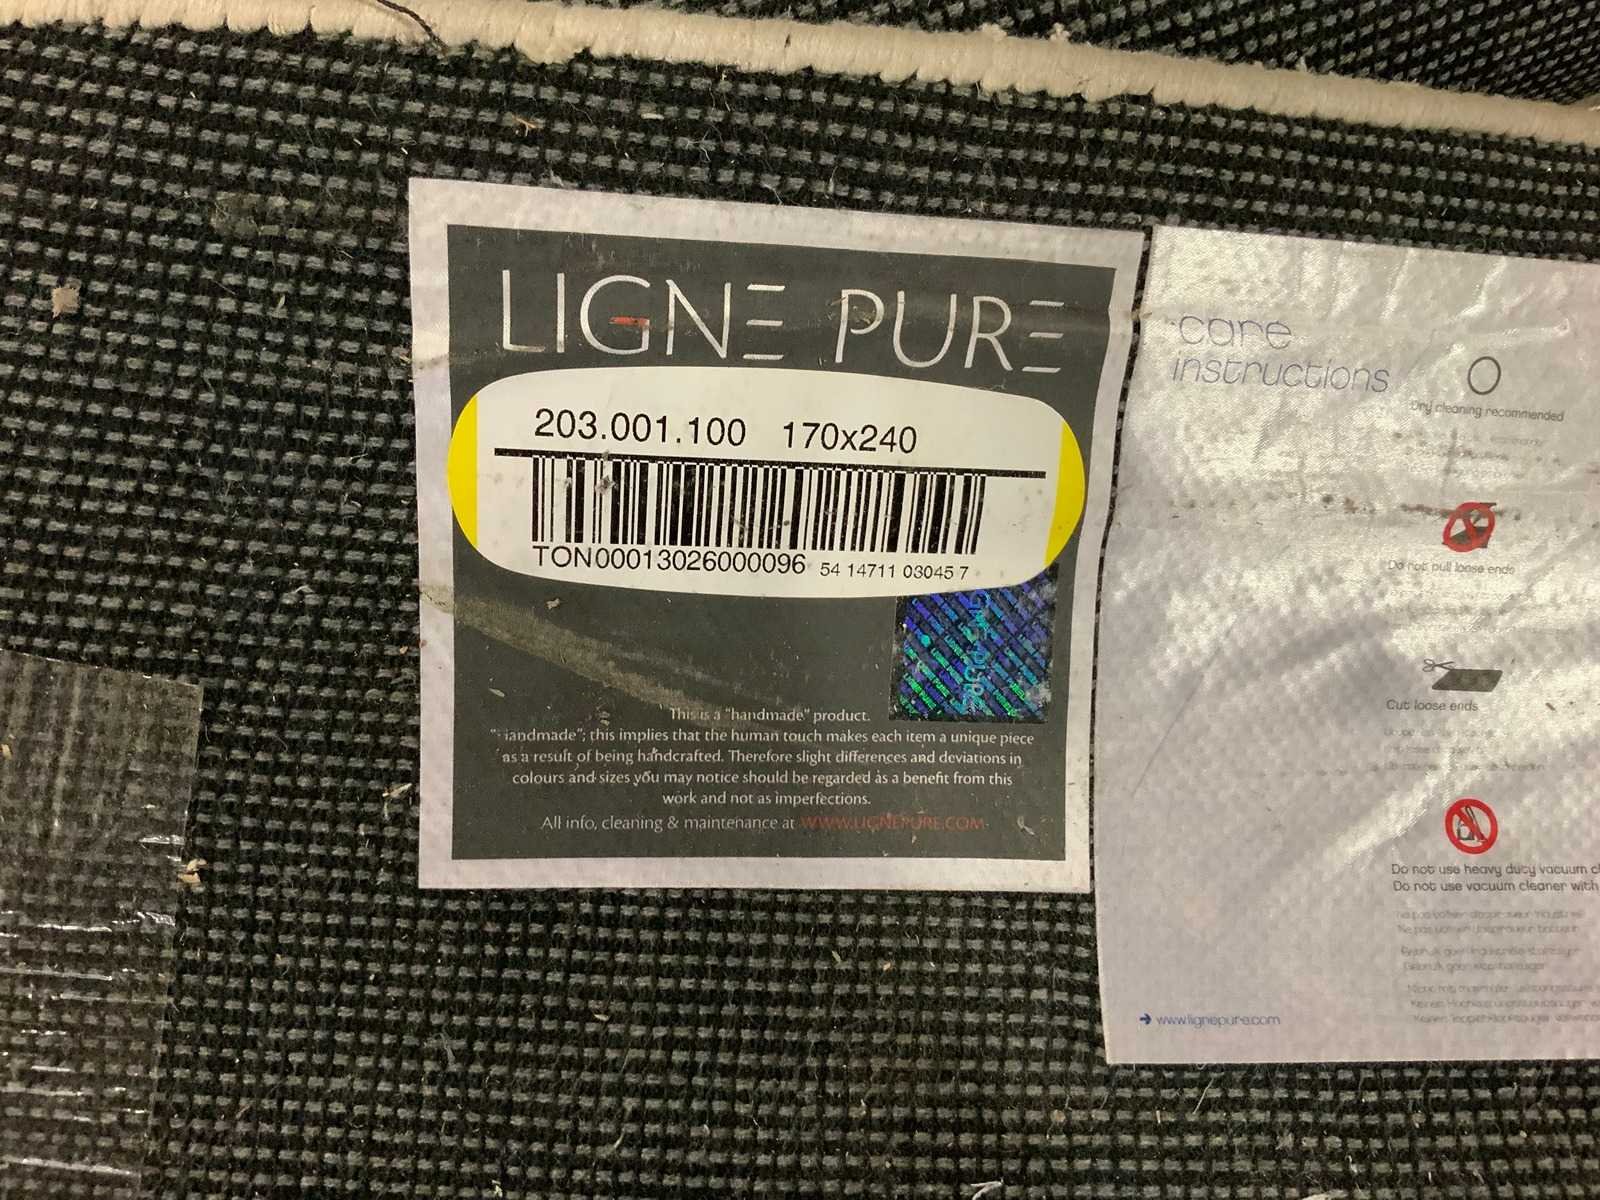 LIGNE PURE
203.001.100 170x240
TON00013026000096 54 14711 03045 7
This is a "handmade" product.
"handmade"; this implies that the human touch makes each item a unique piece
as a result of being handcrafted. Therefore slight differences and deviations in
colours and sizes you may notice should be regarded as a benefit from this
work and not as imperfections.
All info, cleaning & maintenance at WWW.LIGNEPURE.COM
care
instructions
Dry cleaning recommended
Do not pull loose ends
Cut loose ends
Do not use heavy duty vacuum
Do not use vacuum cleaner with
www.lignepure.com